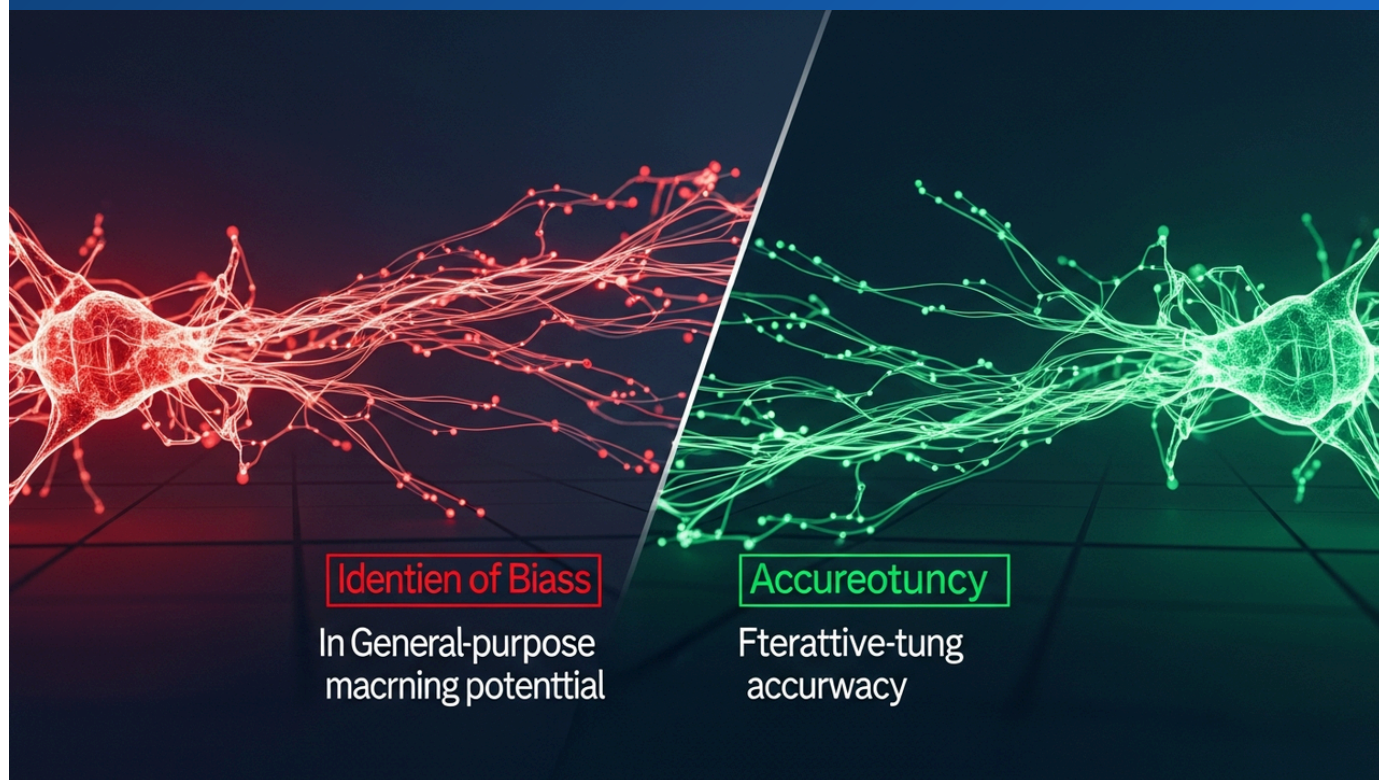 Identien of Biass
In General-purpose
macrning potenttial
Accureotuncy
Fterattive-tung
accurwacy